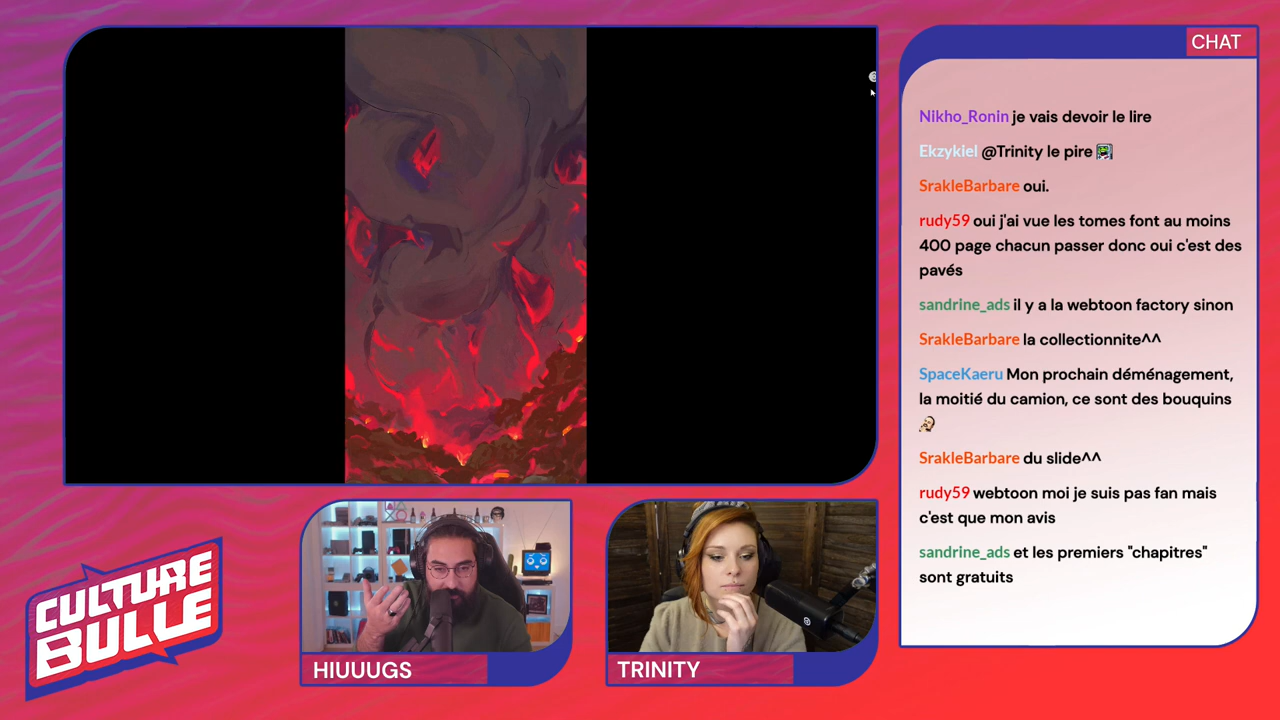 CHAT
Nikho_Ronin je vais devoir le lire
Ekzykiel @Trinity le pire
SrakleBarbare oui.
rudy59 oui j'ai vue les tomes font au moins
400 page chacun passer donc oui c'est des
pavés
sandrine_ads il y a la webtoon factory sinon
SrakleBarbare la collectionnite^^
SpaceKaeru Mon prochain déménagement,
la moitié du camion, ce sont des bouquins
SrakleBarbare du slide^^
rudy59 webtoon moi je suis pas fan mais
c'est que mon avis
sandrine_ads et les premiers "chapitres"
sont gratuits
CULTURE
BULLE
HIUUUGS
TRINITY